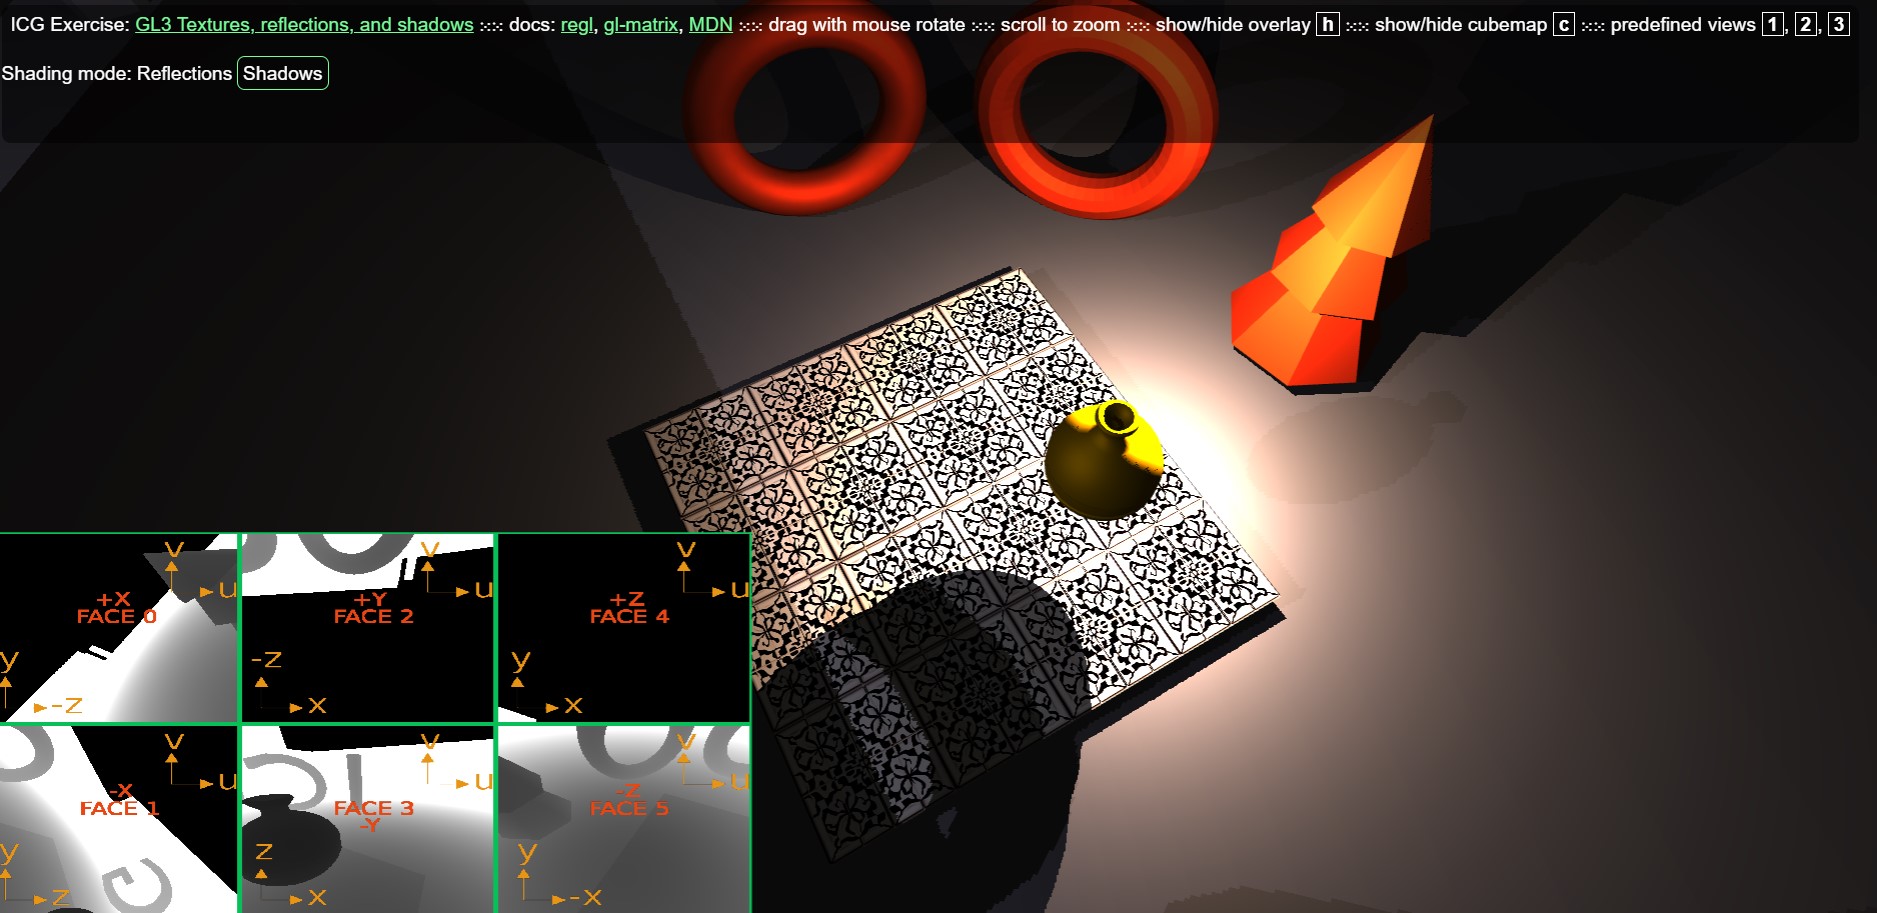 ICG Exercise: GL3 Textures, reflections, and shadows :::: docs: regl, gl-matrix, MDN :::: drag with mouse rotate :::: scroll to zoom :::: show/hide overlay h :::: show/hide cubemap c :::: predefined views 1, 2, 3
Shading mode: Reflections Shadows
v
u
+X
FACE 0
y
-z
v
u
+Y
FACE 2
-z
x
v
u
+Z
FACE 4
y
x
v
u
-X
FACE 1
y
z
v
u
FACE 3
-Y
z
x
v
u
-Z
FACE 5
y
-x